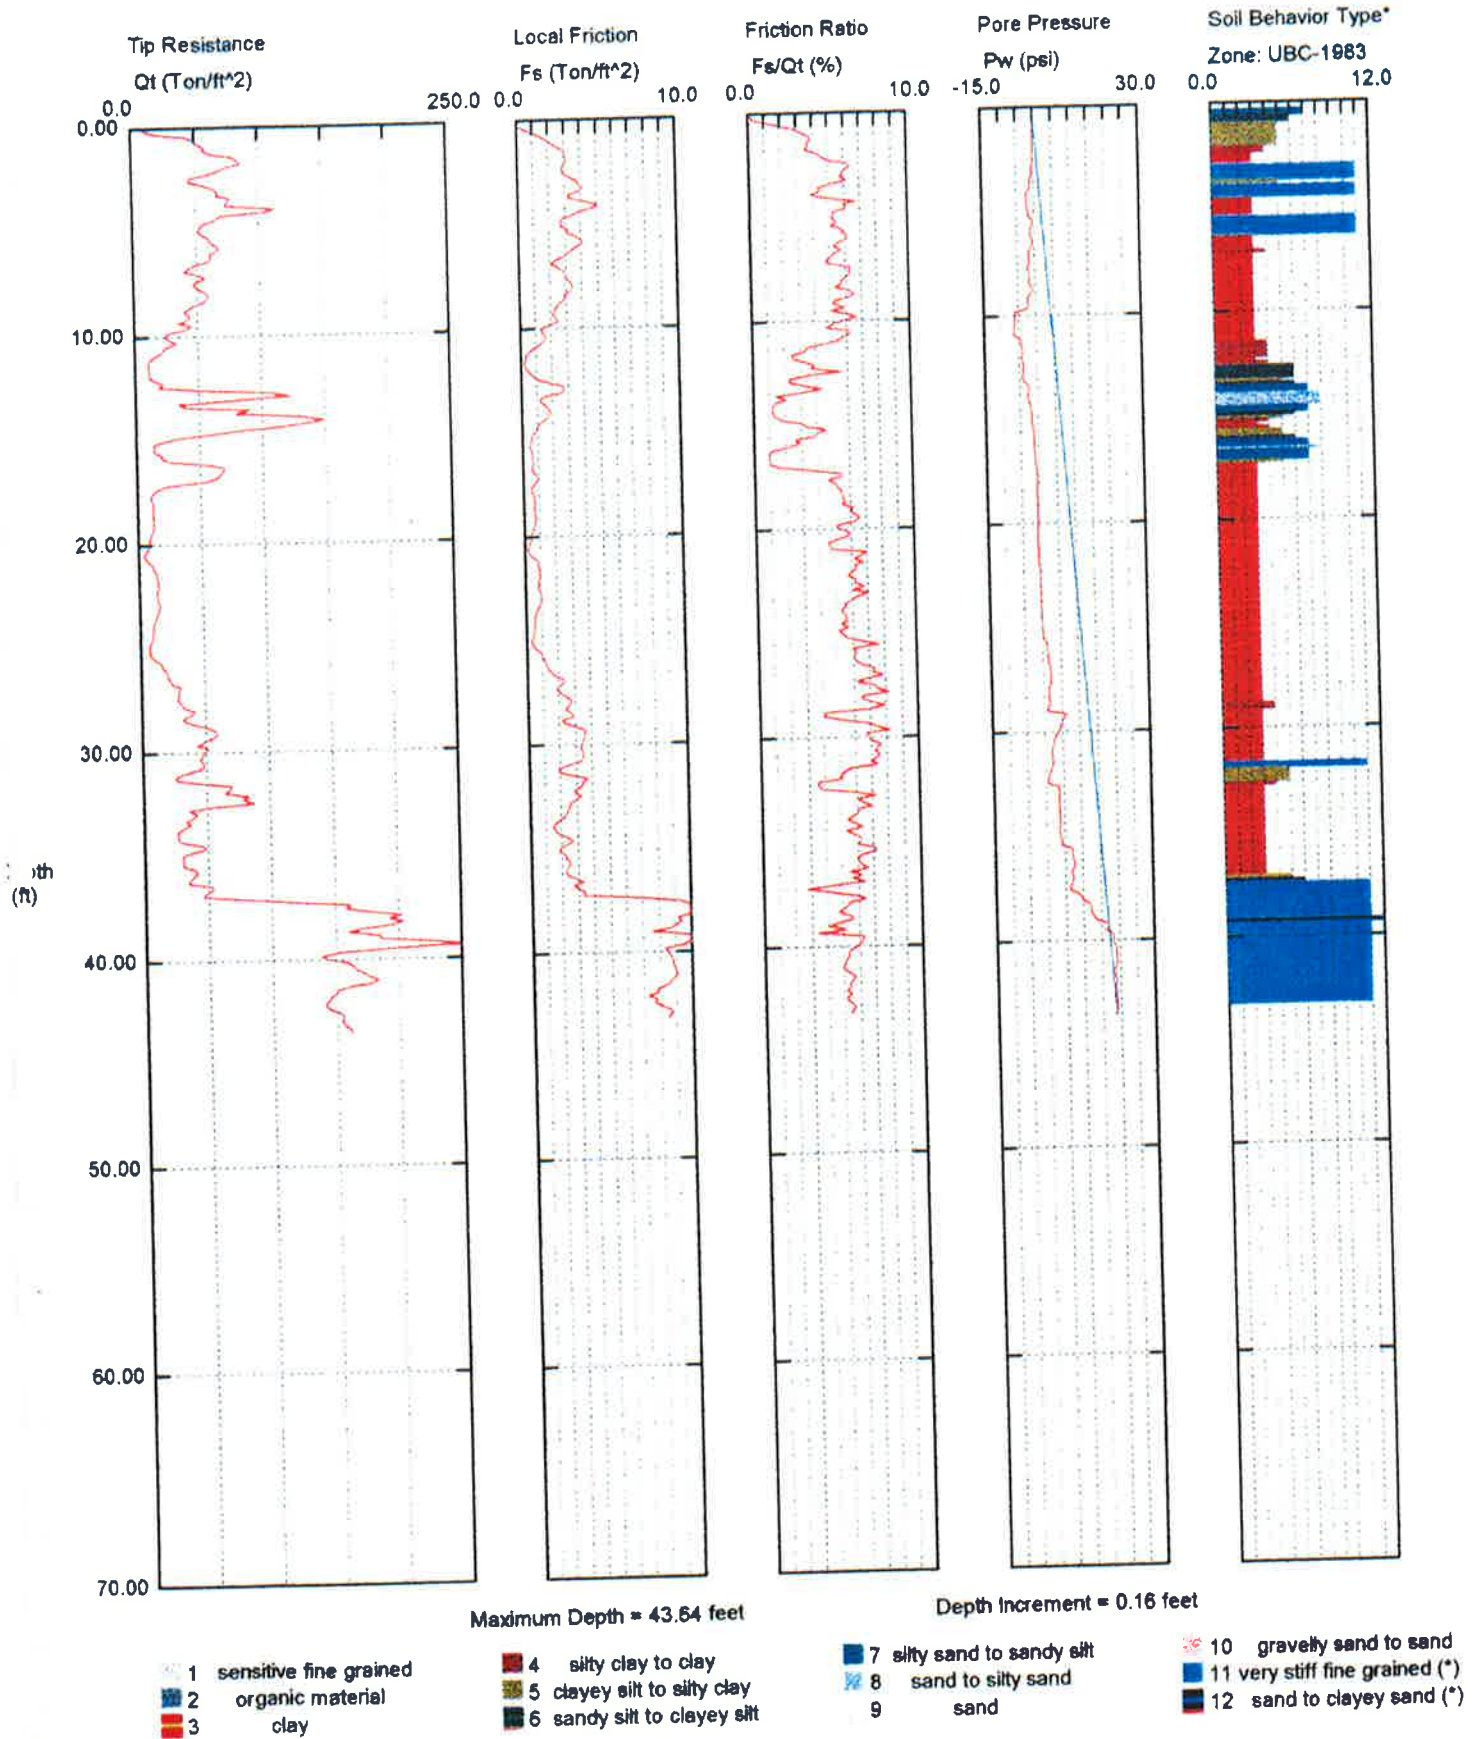 Tip Resistance
Qt (Ton/ft^2)
0.0 250.0
Local Friction
Fs (Ton/ft^2)
0.0 10.0
Friction Ratio
Fs/Qt (%)
0.0 10.0
Pore Pressure
Pw (psi)
-15.0 30.0
Soil Behavior Type*
Zone: UBC-1983
0.0 12.0
0.00
10.00
20.00
30.00
(ft)
40.00
50.00
60.00
70.00
Maximum Depth = 43.64 feet
Depth Increment = 0.16 feet
1 sensitive fine grained
2 organic material
3 clay
4 silty clay to clay
5 clayey silt to silty clay
6 sandy silt to clayey silt
7 silty sand to sandy silt
8 sand to silty sand
9 sand
10 gravelly sand to sand
11 very stiff fine grained (*)
12 sand to clayey sand (*)